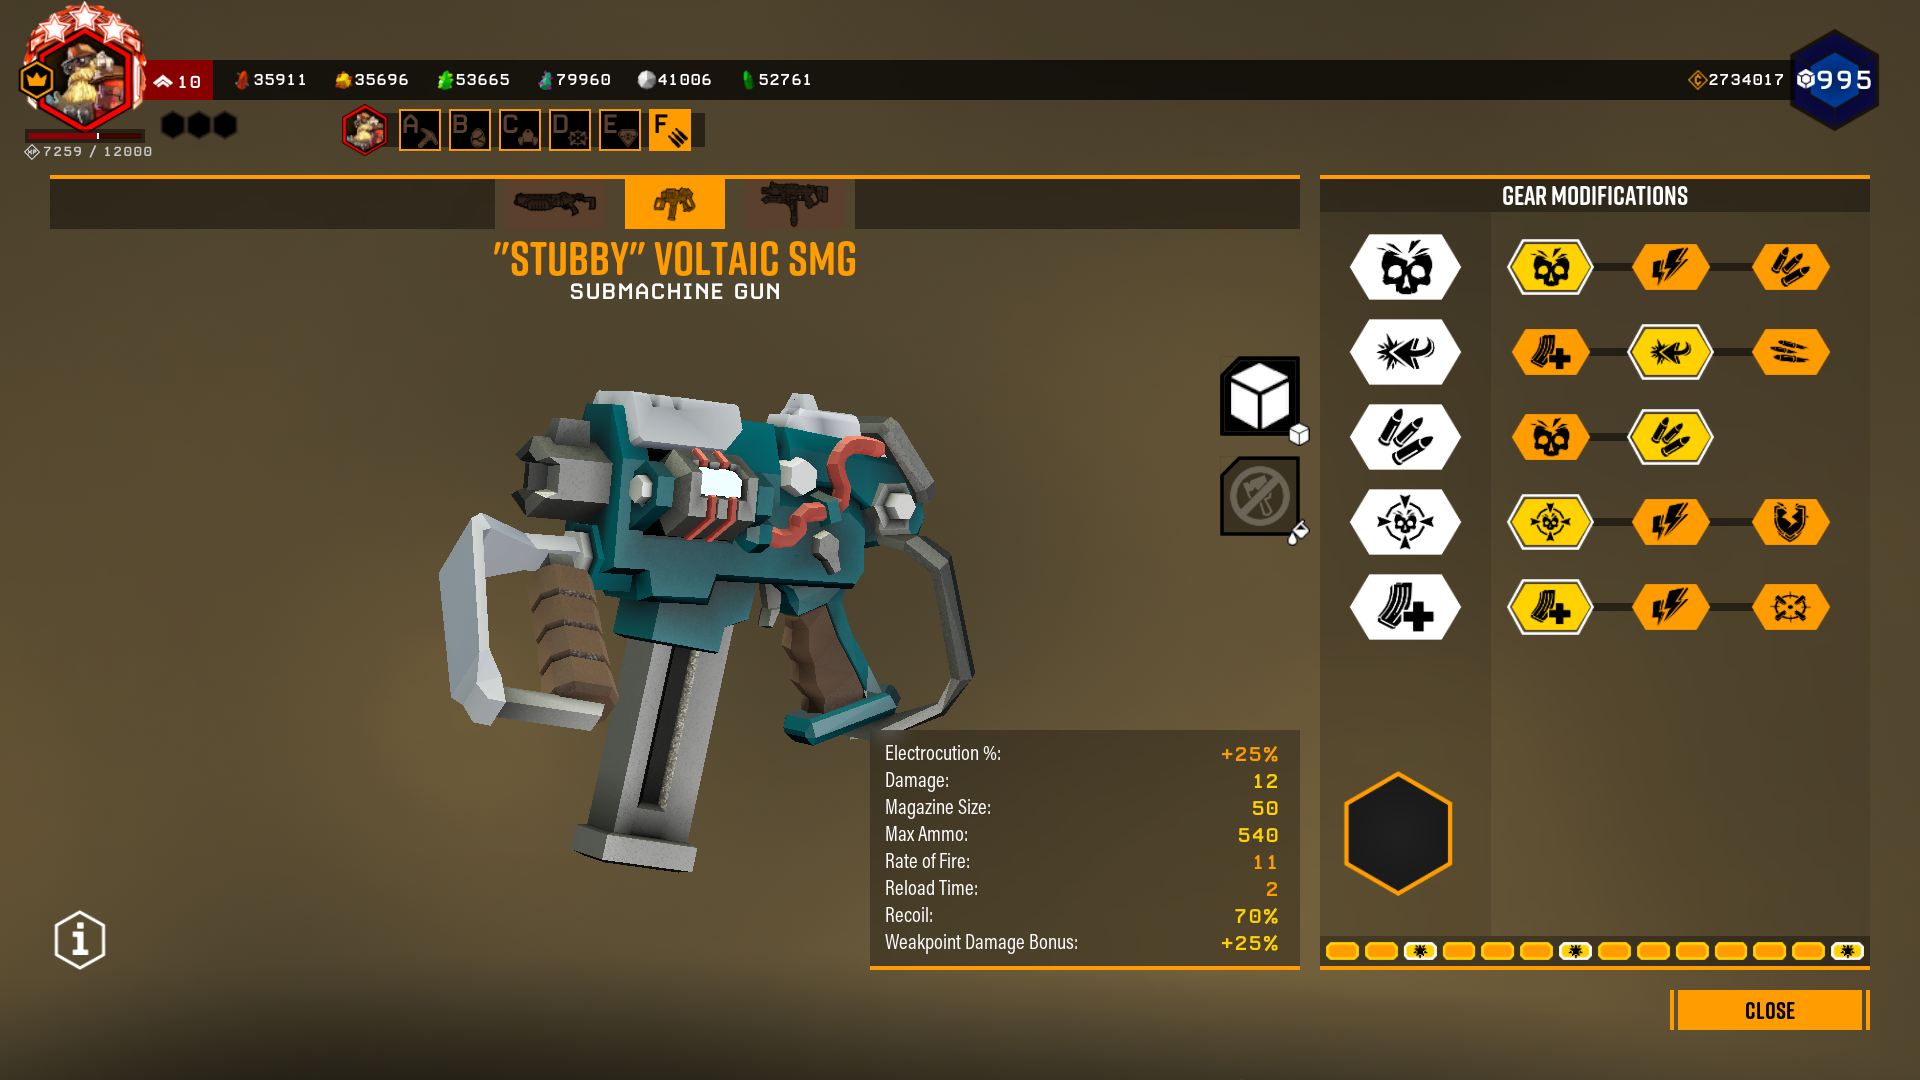 10
35911
35696
53665
79960
41006
52761
2734017
995
7259 / 12000
A
B
C
D
E
F
"STUBBY" VOLTAIC SMG
SUBMACHINE GUN
GEAR MODIFICATIONS
Electrocution %: +25%
Damage: 12
Magazine Size: 50
Max Ammo: 540
Rate of Fire: 11
Reload Time: 2
Recoil: 70%
Weakpoint Damage Bonus: +25%
CLOSE